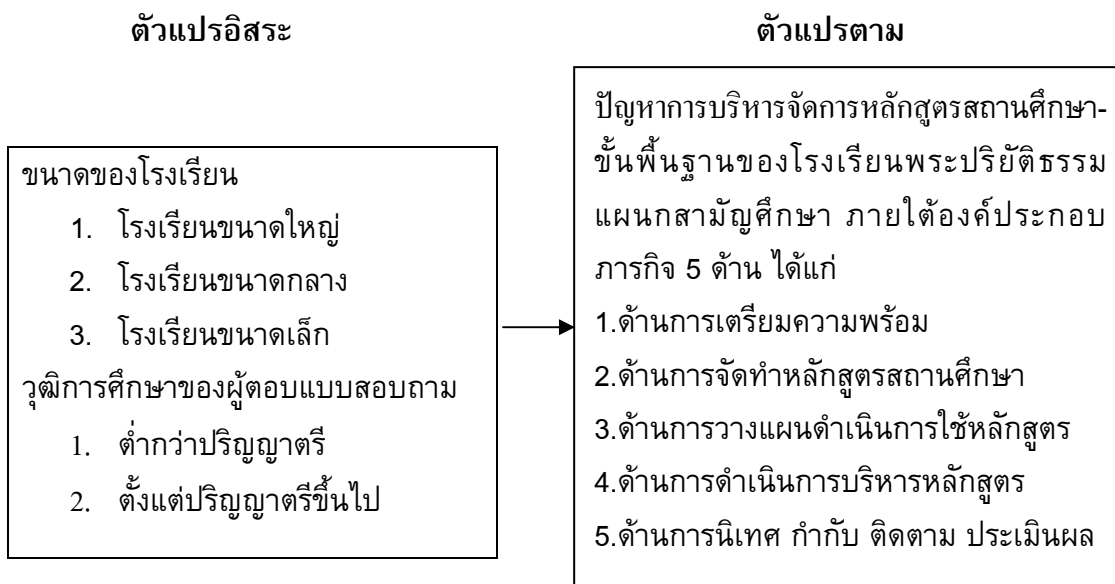 ตัวแปรอิสระ
ตัวแปรตาม
ขนาดของโรงเรียน
1. โรงเรียนขนาดใหญ่
2. โรงเรียนขนาดกลาง
3. โรงเรียนขนาดเล็ก
วุฒิการศึกษาของผู้ตอบแบบสอบถาม
1. ต่ำกว่าปริญญาตรี
2. ตั้งแต่ปริญญาตรีขึ้นไป
ปัญหาการบริหารจัดการหลักสูตรสถานศึกษา-
ขั้นพื้นฐานของโรงเรียนพระปริยัติธรรม
แผนกสามัญศึกษา ภายใต้องค์ประกอบ
ภารกิจ 5 ด้าน ได้แก่
1.ด้านการเตรียมความพร้อม
2.ด้านการจัดทำหลักสูตรสถานศึกษา
3.ด้านการวางแผนดำเนินการใช้หลักสูตร
4.ด้านการดำเนินการบริหารหลักสูตร
5.ด้านการนิเทศ กำกับ ติดตาม ประเมินผล